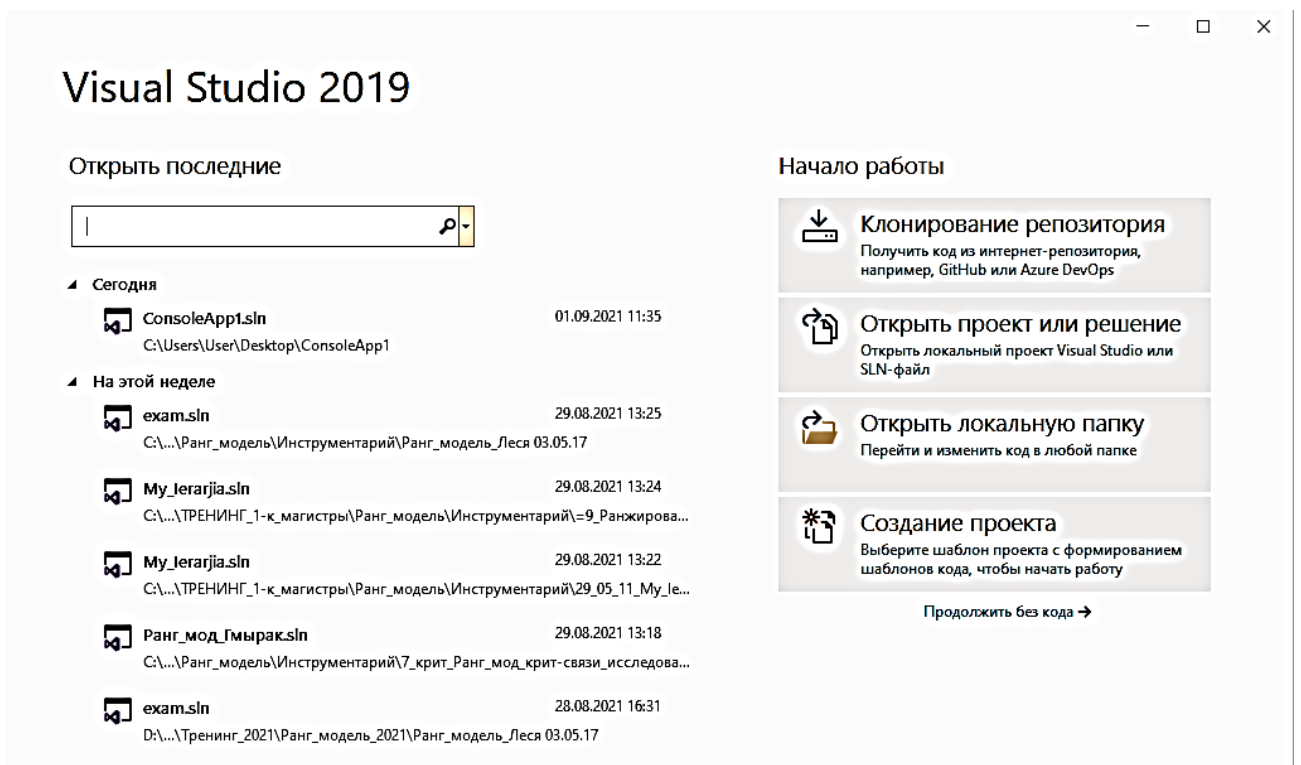 Visual Studio 2019
Открыть последние
Сегодня
ConsoleApp1.sln 01.09.2021 11:35
C:\Users\User\Desktop\ConsoleApp1
На этой неделе
exam.sln 29.08.2021 13:25
C:\...\Ранг_модель\Инструментарий\Ранг_модель_Леся 03.05.17
My_Ierarjia.sln 29.08.2021 13:24
C:\...\ТРЕНИНГ_1-к_магистры\Ранг_модель\Инструментарий\=9_Ранжирова...
My_Ierarjia.sln 29.08.2021 13:22
C:\...\ТРЕНИНГ_1-к_магистры\Ранг_модель\Инструментарий\29_05_11_My_Ie...
Ранг_мод_Гмырак.sln 29.08.2021 13:18
C:\...\Ранг_модель\Инструментарий\7_крит_Ранг_мод_крит-связи_исследова...
exam.sln 28.08.2021 16:31
D:\...\Тренинг_2021\Ранг_модель_2021\Ранг_модель_Леся 03.05.17
Начало работы
Клонирование репозитория
Получить код из интернет-репозитория,
например, GitHub или Azure DevOps
Открыть проект или решение
Открыть локальный проект Visual Studio или
SLN-файл
Открыть локальную папку
Перейти и изменить код в любой папке
Создание проекта
Выберите шаблон проекта с формированием
шаблонов кода, чтобы начать работу
Продолжить без кода →